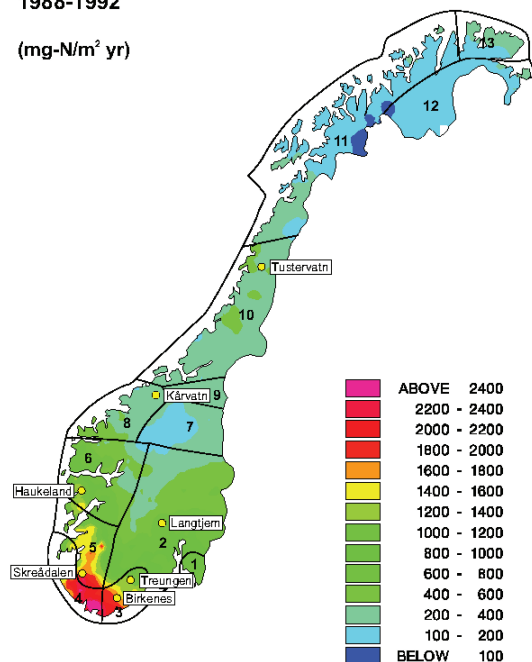 1988-1992
(mg-N/m² yr)
13
12
11
Tustervatn
10
Kårvatn
9
8
7
6
Haukeland
Langtjern
2
5
1
Skreådalen
Treungen
4
Birkenes
3
ABOVE 2400
2200 - 2400
2000 - 2200
1800 - 2000
1600 - 1800
1400 - 1600
1200 - 1400
1000 - 1200
800 - 1000
600 - 800
400 - 600
200 - 400
100 - 200
BELOW 100